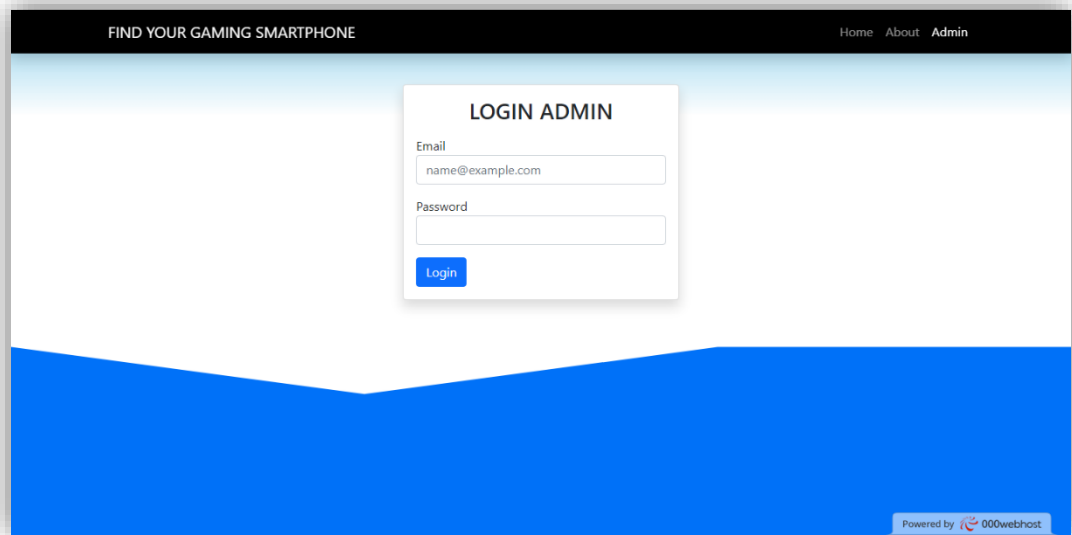 FIND YOUR GAMING SMARTPHONE
Home About Admin
LOGIN ADMIN
Email
name@example.com
Password
Login
Powered by 000webhost